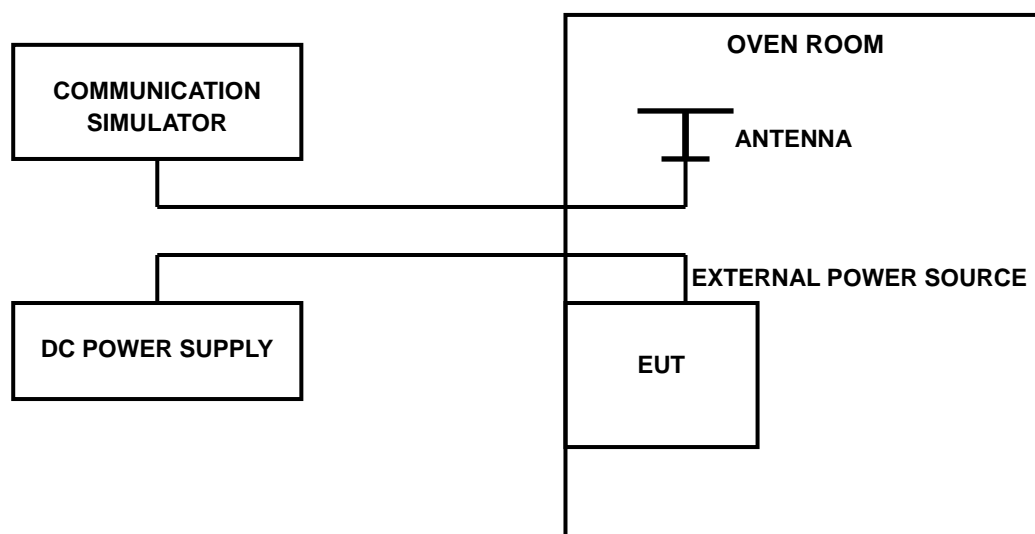 OVEN ROOM
COMMUNICATION
SIMULATOR
ANTENNA
EXTERNAL POWER SOURCE
DC POWER SUPPLY
EUT